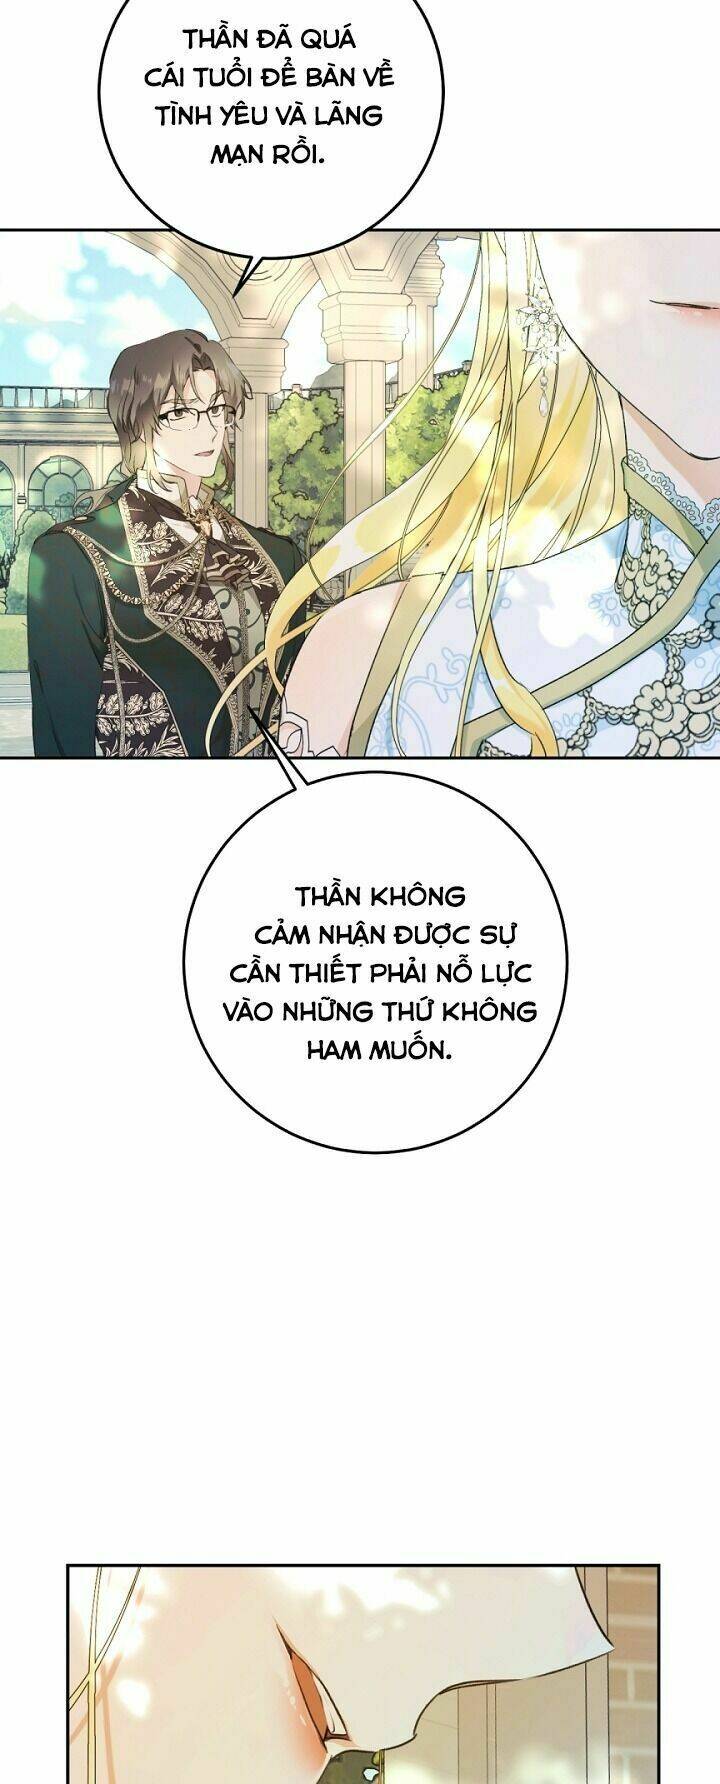 THẦN ĐÃ QUÁ
CÁI TUỔI ĐỂ BÀN VỀ
TÌNH YÊU VÀ LÃNG
MẠN RỒI.
THẦN KHÔNG
CẢM NHẬN ĐƯỢC SỰ
CẦN THIẾT PHẢI NỖ LỰC
VÀO NHỮNG THỨ KHÔNG
HAM MUỐN.